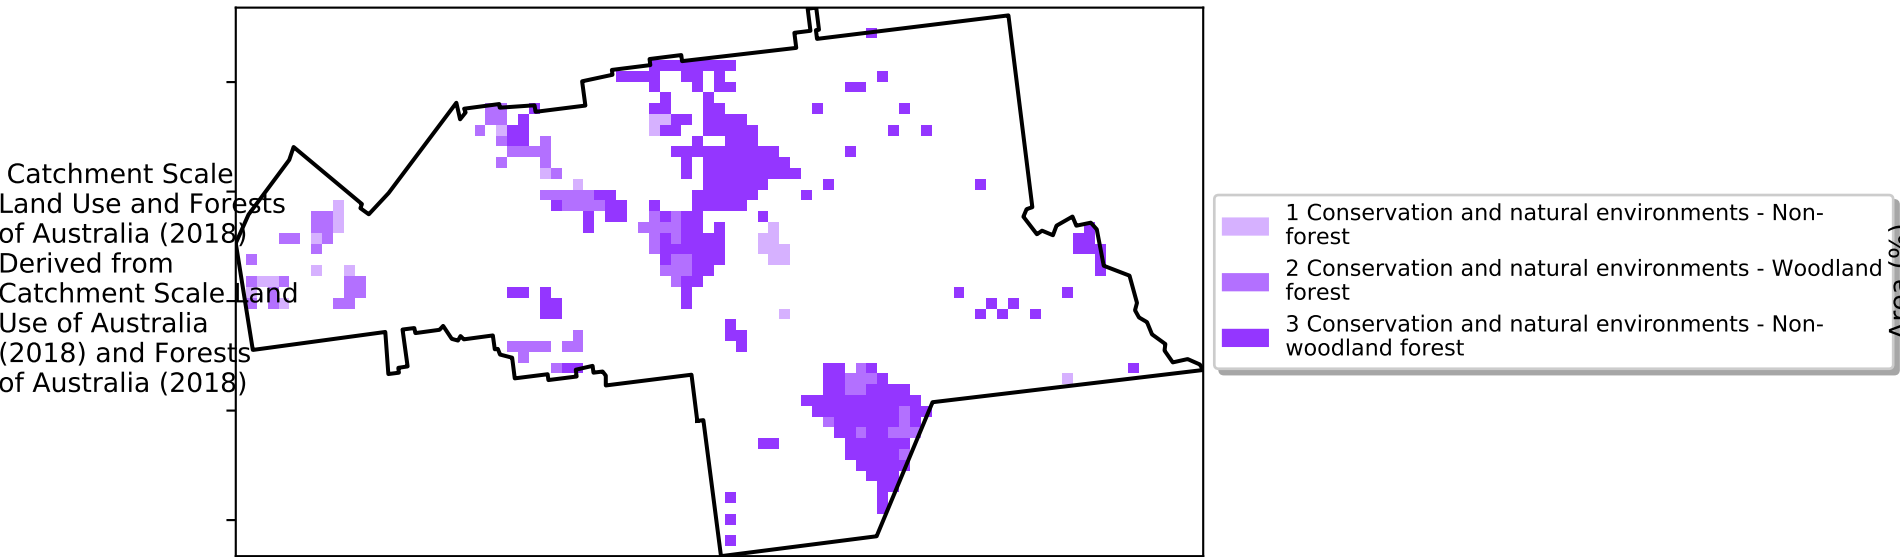 Catchment Scale
Land Use and Forests
of Australia (2018)
Derived from
Catchment Scale Land
Use of Australia
(2018) and Forests
of Australia (2018)
1 Conservation and natural environments - Non-
forest
2 Conservation and natural environments - Woodland
forest
3 Conservation and natural environments - Non-
woodland forest